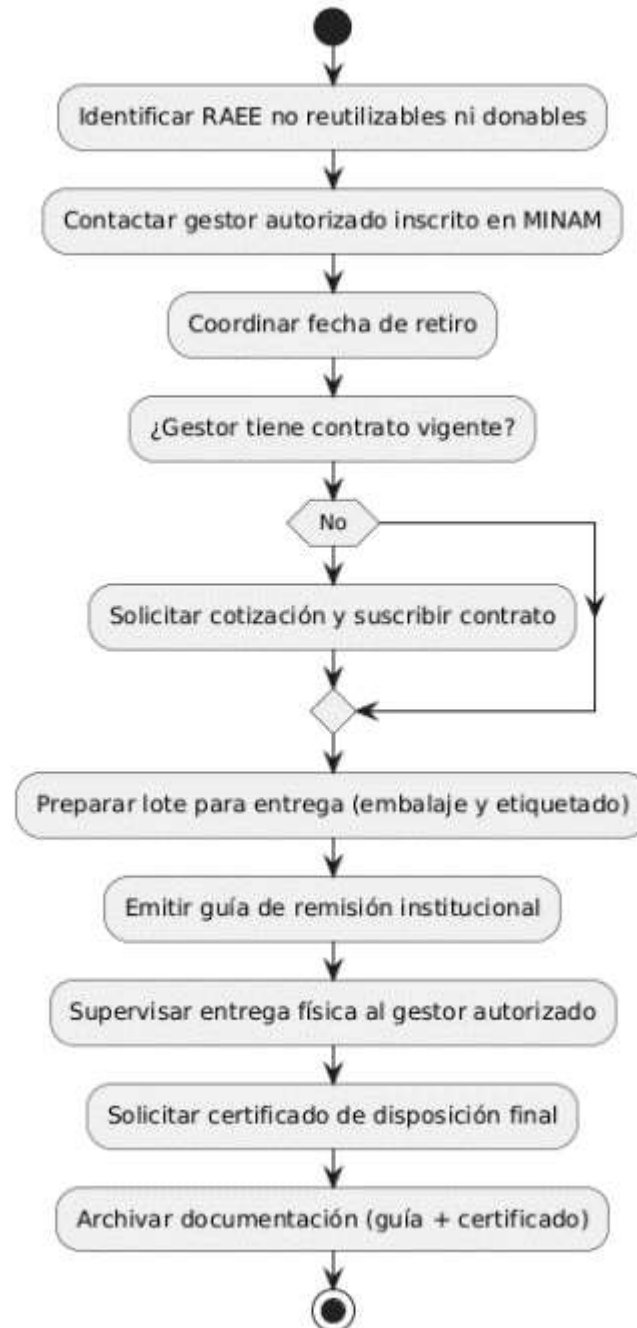 Identificar RAEE no reutilizables ni donables
Contactar gestor autorizado inscrito en MINAM
Coordinar fecha de retiro
¿Gestor tiene contrato vigente?
No
Solicitar cotización y suscribir contrato
Preparar lote para entrega (embalaje y etiquetado)
Emitir guía de remisión institucional
Supervisar entrega física al gestor autorizado
Solicitar certificado de disposición final
Archivar documentación (guía + certificado)